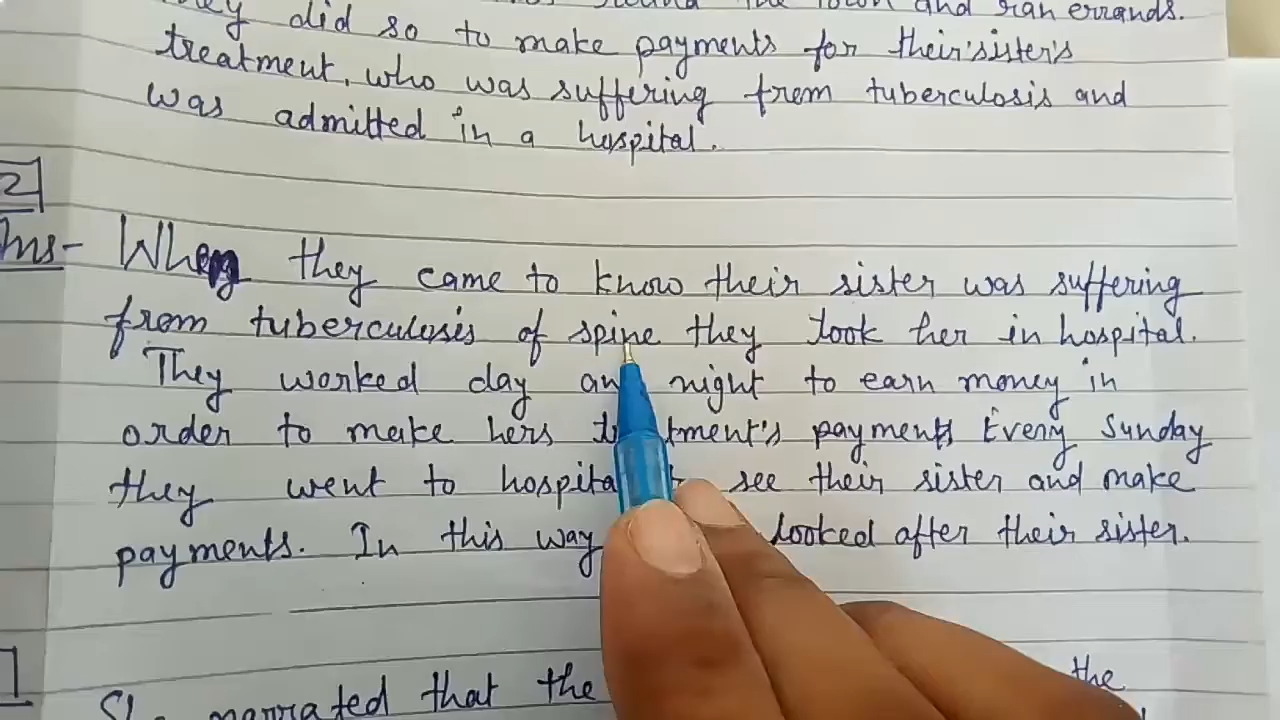 They did so to make payments for their sister's
treatment, who was suffering from tuberculosis and
was admitted in a hospital.
2
Ans- When they came to know their sister was suffering
from tuberculosis of spine they took her in hospital.
They worked day an night to earn money in
order to make hers payments Every Sunday
they went to see their sister and make
payments. In this way looked after their sister.
narrated that the the